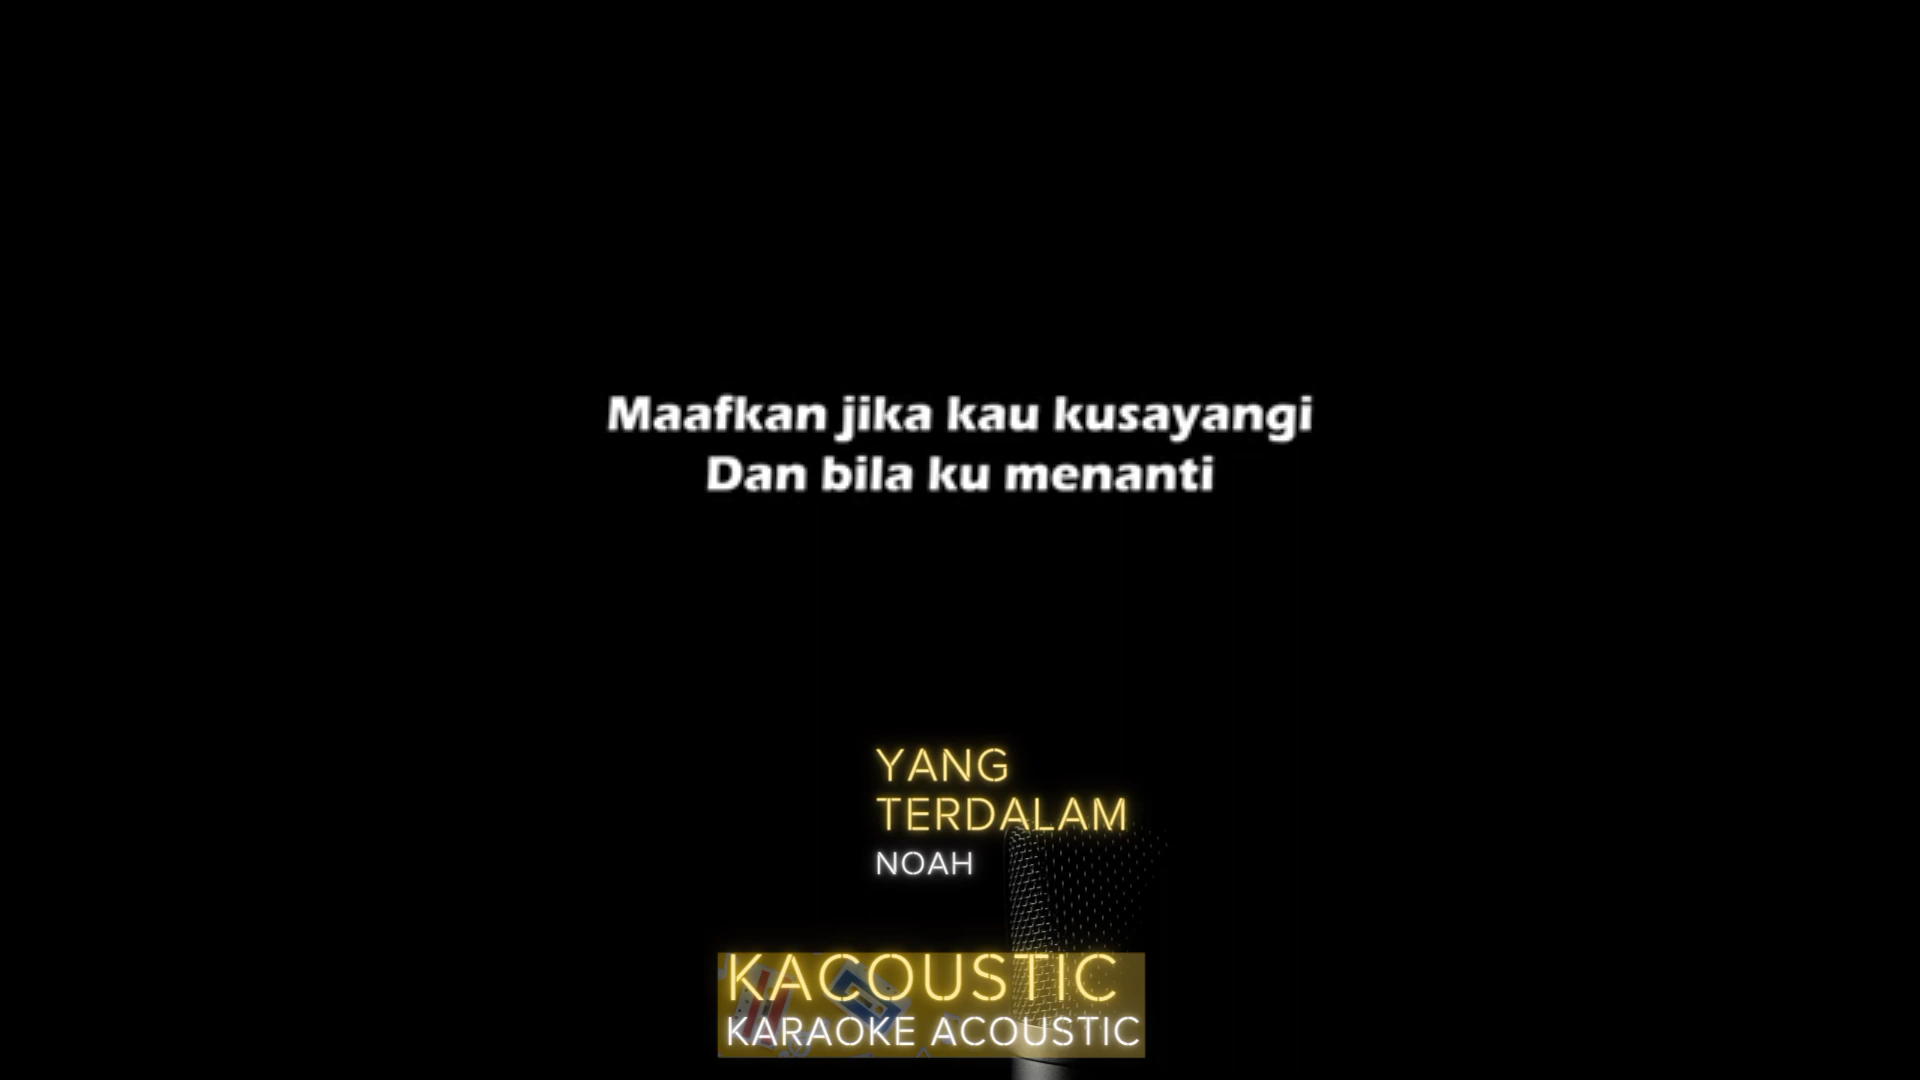 Maafkan jika kau kusayangi
Dan bila ku menanti
YANG
TERDALAM
NOAH
KACOUSTIC
KARAOKE ACOUSTIC